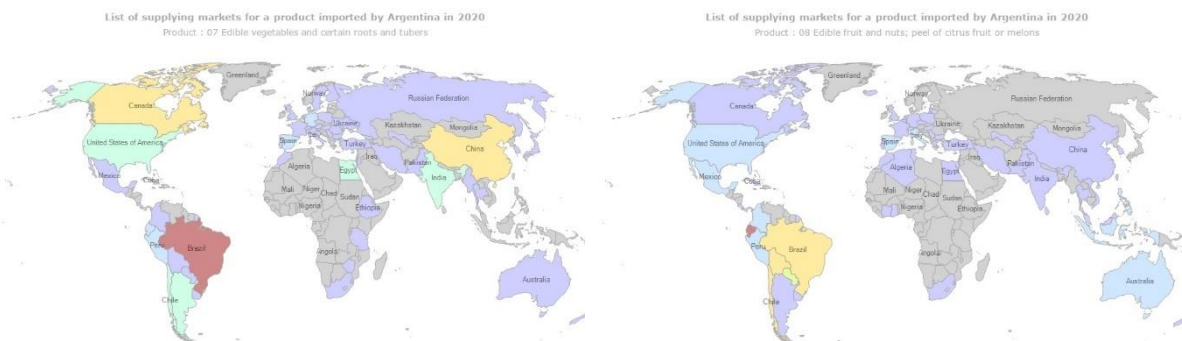 List of supplying markets for a product imported by Argentina in 2020
Product : 07 Edible vegetables and certain roots and tubers
Greenland
Norway
Russian Federation
Canada
Ukraine
Kazakhstan
Mongolia
United States of America
Spain
Turkey
China
Iraq
Algeria
Pakistan
Egypt
Mexico
Cuba
India
Mali
Niger
Chad
Sudan
Nigeria
Ethiopia
Peru
Brazil
Angola
Chile
Australia
List of supplying markets for a product imported by Argentina in 2020
Product : 08 Edible fruit and nuts; peel of citrus fruit or melons
Greenland
Norway
Russian Federation
Canada
Ukraine
Kazakhstan
Mongolia
United States of America
Spain
Turkey
China
Algeria
Pakistan
Egypt
Mexico
Cuba
India
Mali
Niger
Chad
Sudan
Nigeria
Ethiopia
Peru
Brazil
Angola
Chile
Australia